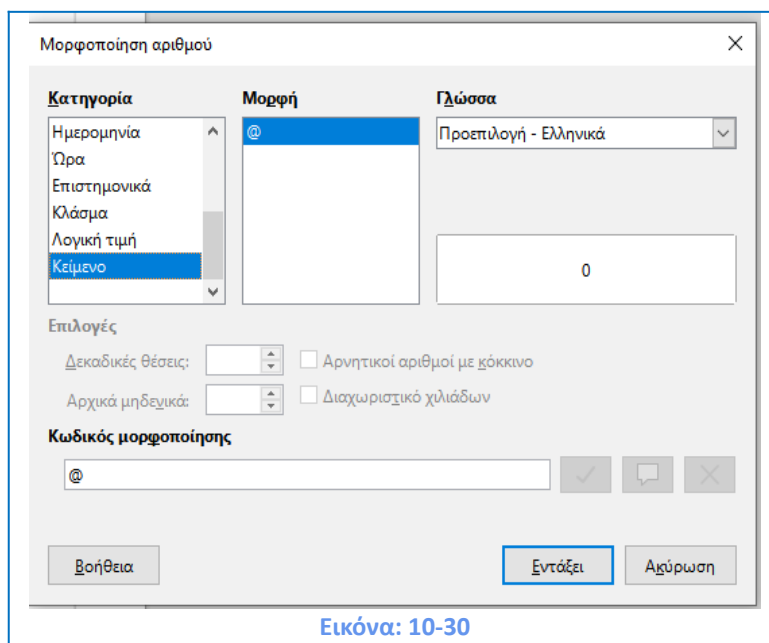 Μορφοποίηση αριθμού
Κατηγορία Μορφή Γλώσσα
Ημερομηνία @ Προεπιλογή - Ελληνικά
Ώρα
Επιστημονικά
Κλάσμα
Λογική τιμή
Κείμενο 0
Επιλογές
Δεκαδικές θέσεις: Αρνητικοί αριθμοί με κόκκινο
Αρχικά μηδενικά: Διαχωριστικό χιλιάδων
Κωδικός μορφοποίησης
@
Βοήθεια Εντάξει Ακύρωση
Εικόνα: 10-30